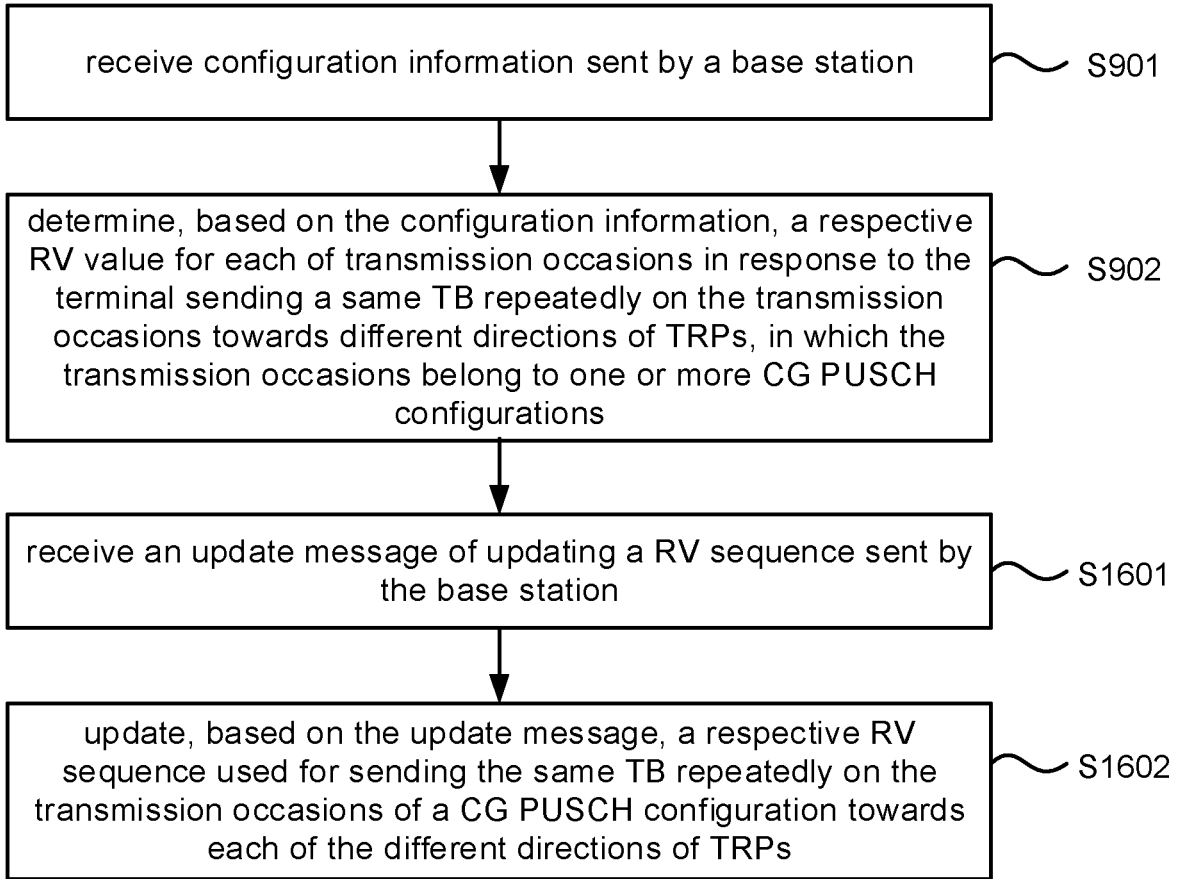 receive configuration information sent by a base station
S901
determine, based on the configuration information, a respective
RV value for each of transmission occasions in response to the
terminal sending a same TB repeatedly on the transmission
occasions towards different directions of TRPs, in which the
transmission occasions belong to one or more CG PUSCH
configurations
S902
receive an update message of updating a RV sequence sent by
the base station
S1601
update, based on the update message, a respective RV
sequence used for sending the same TB repeatedly on the
transmission occasions of a CG PUSCH configuration towards
each of the different directions of TRPs
S1602